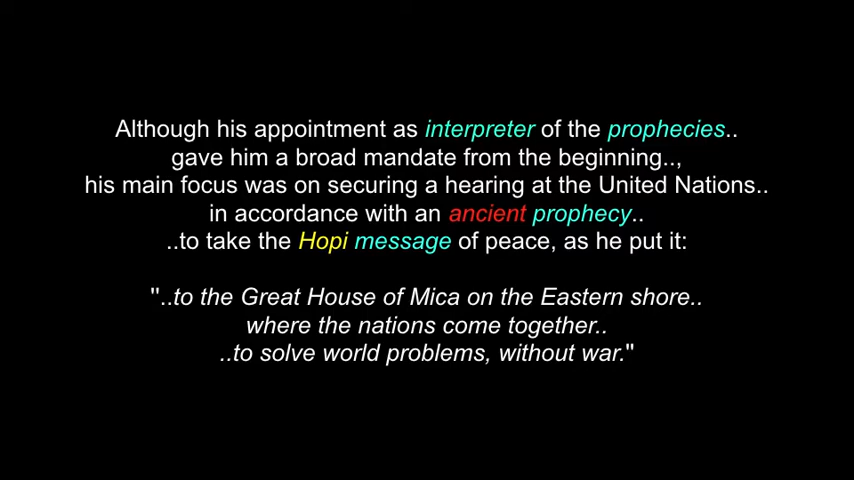 Although his appointment as interpreter of the prophecies..
gave him a broad mandate from the beginning..,
his main focus was on securing a hearing at the United Nations..
in accordance with an ancient prophecy..
..to take the Hopi message of peace, as he put it:
"..to the Great House of Mica on the Eastern shore..
where the nations come together..
..to solve world problems, without war."